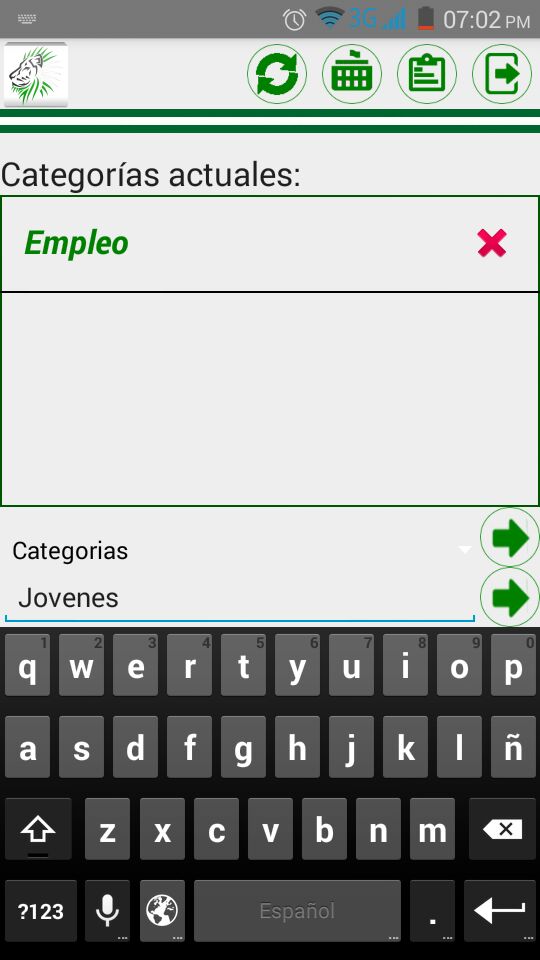 3G 07:02 PM
Categorías actuales:
Empleo
Categorias
Jovenes
1 2 3 4 5 6 7 8 9 0
q w e r t y u i o p
a s d f g h j k l ñ
z x c v b n m
?123 ... ... Español . ... ...